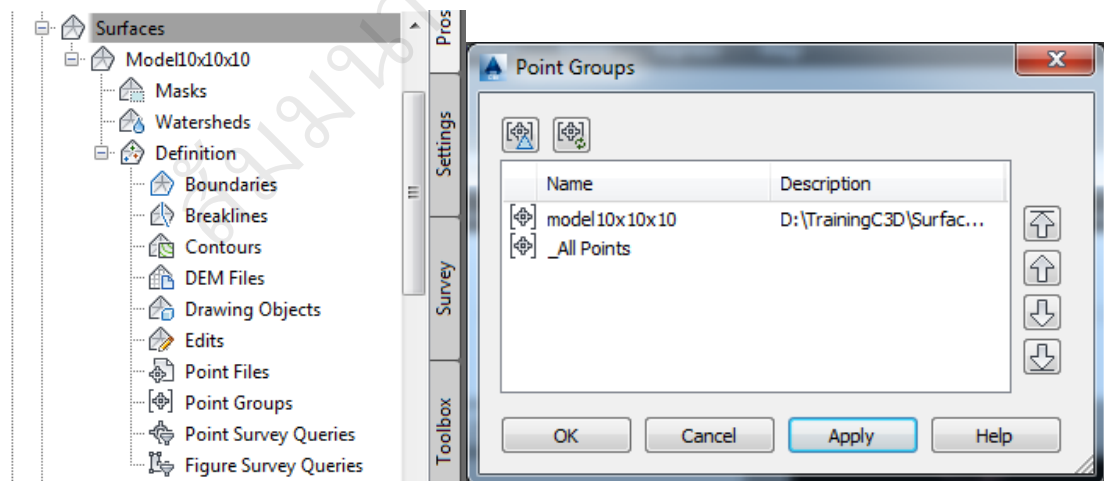 Surfaces
Model10x10x10
Masks
Watersheds
Definition
Boundaries
Breaklines
Contours
DEM Files
Drawing Objects
Edits
Point Files
Point Groups
Point Survey Queries
Figure Survey Queries
Pros
Settings
Survey
Toolbox
Point Groups
Name Description
model10x10x10 D:\TrainingC3D\Surfac...
_All Points
OK Cancel Apply Help